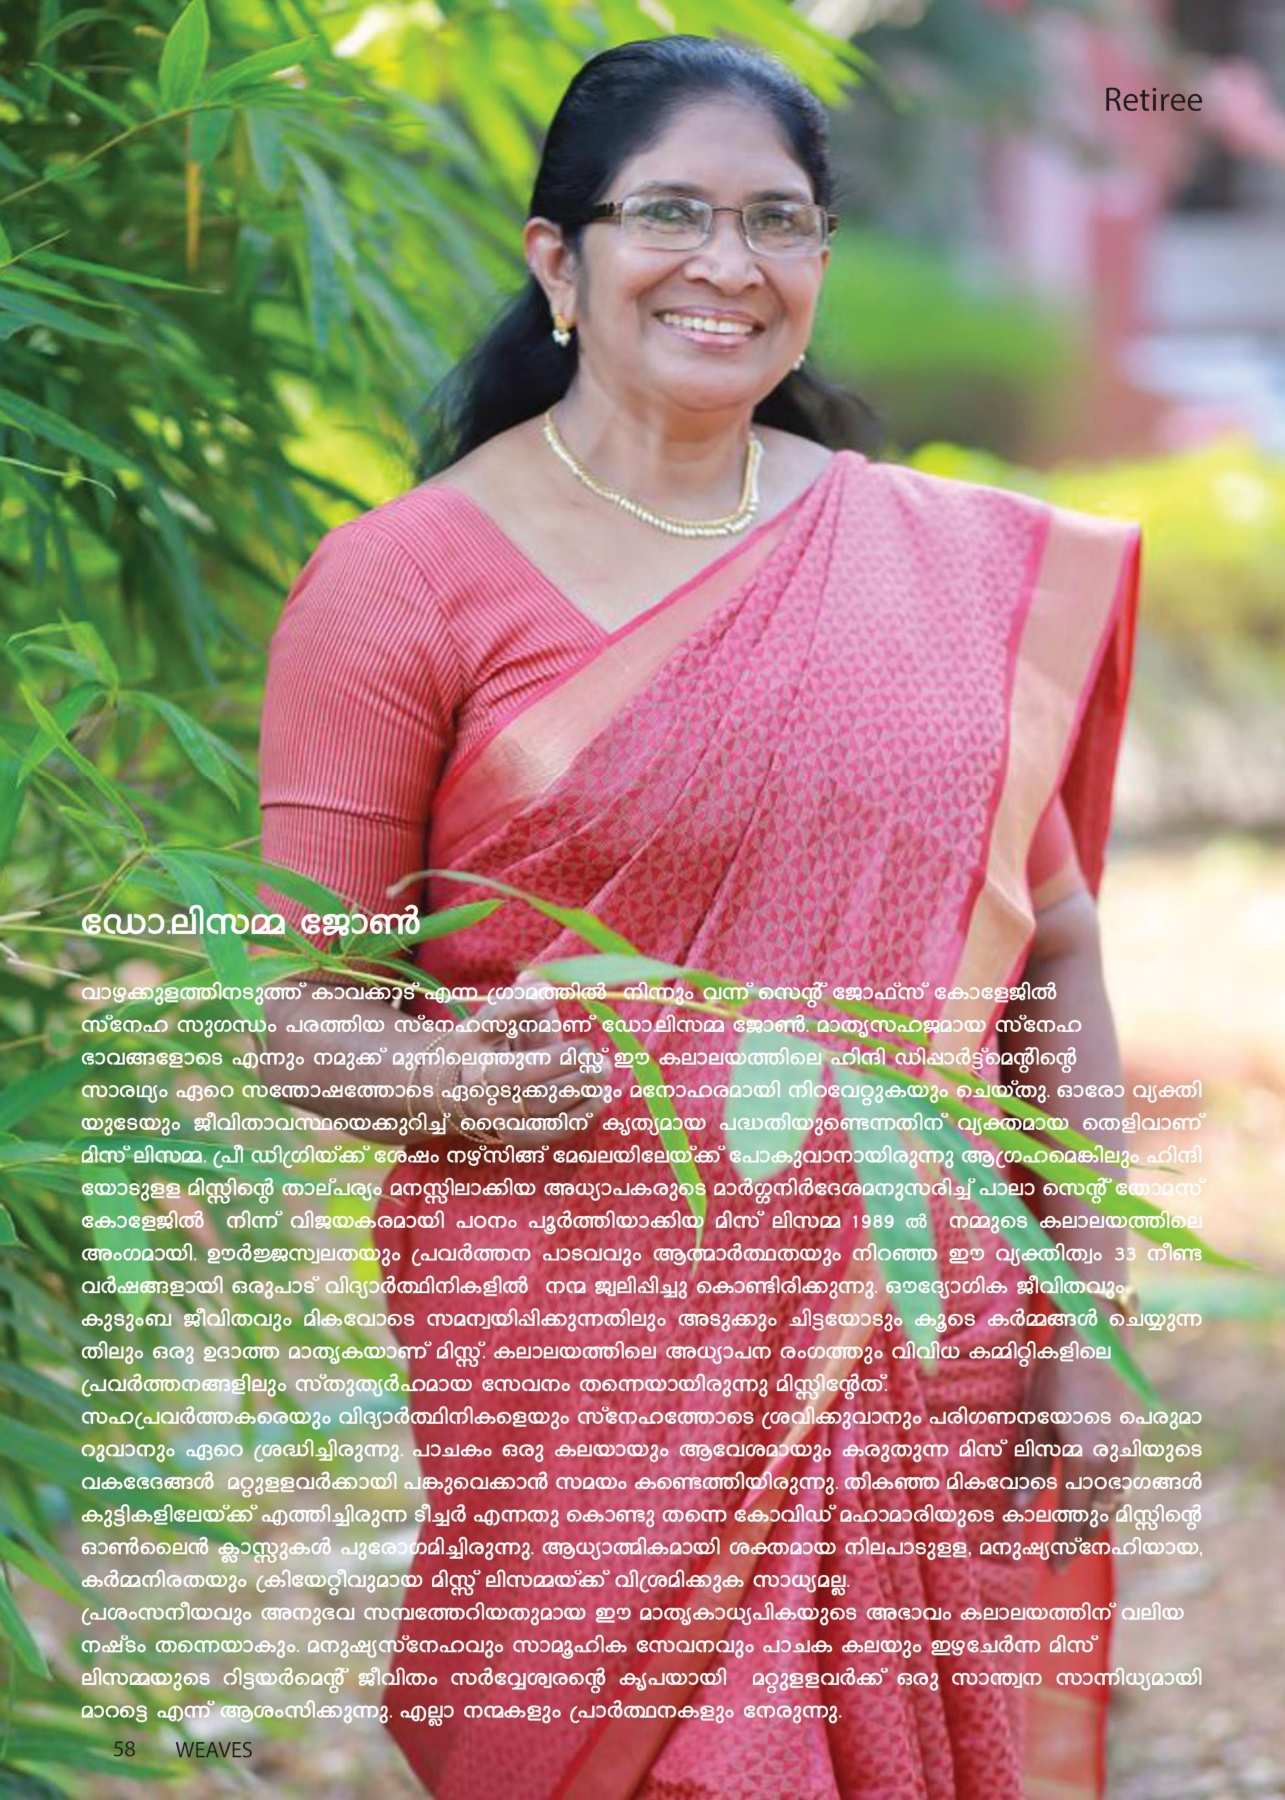 Retiree
ഡോ.ലിസമ്മ ജോൺ
വാഴക്കുളത്തിനടുത്ത് കാവക്കാട് എന്ന ഗ്രാമത്തിൽ നിന്നും വന്ന് സെന്റ് ജോഫ്സ് കോളേജിൽ
സ്നേഹ സുഗന്ധം പരത്തിയ സ്നേഹസൂനമാണ് ഡോ.ലിസമ്മ ജോൺ. മാതൃസഹജമായ സ്നേഹ
ഭാവങ്ങളോടെ എന്നും നമുക്ക് മുന്നിലെത്തുന്ന മിസ്സ് ഈ കലാലയത്തിലെ ഹിന്ദി ഡിപ്പാർട്ട്മെന്റിന്റെ
സാരഥ്യം ഏറെ സന്തോഷത്തോടെ ഏറ്റെടുക്കുകയും മനോഹരമായി നിറവേറ്റുകയും ചെയ്തു. ഓരോ വ്യക്തി
യുടേയും ജീവിതാവസ്ഥയെക്കുറിച്ച് ദൈവത്തിന് കൃത്യമായ പദ്ധതിയുണ്ടെന്നതിന് വ്യക്തമായ തെളിവാണ്
മിസ് ലിസമ്മ. പ്രീ ഡിഗ്രിയ്ക്ക് ശേഷം നഴ്സിങ്ങ് മേഖലയിലേയ്ക്ക് പോകുവാനായിരുന്നു ആഗ്രഹമെങ്കിലും ഹിന്ദി
യോടുളള മിസ്സിന്റെ താല്പര്യം മനസ്സിലാക്കിയ അധ്യാപകരുടെ മാർഗ്ഗനിർദേശമനുസരിച്ച് പാലാ സെന്റ് തോമസ്
കോളേജിൽ നിന്ന് വിജയകരമായി പഠനം പൂർത്തിയാക്കിയ മിസ് ലിസമ്മ 1989 ൽ നമ്മുടെ കലാലയത്തിലെ
അംഗമായി. ഊർജ്ജസ്വലതയും പ്രവർത്തന പാടവവും ആത്മാർത്ഥതയും നിറഞ്ഞ ഈ വ്യക്തിത്വം 33 നീണ്ട
വർഷങ്ങളായി ഒരുപാട് വിദ്യാർത്ഥിനികളിൽ നന്മ ജ്വലിപ്പിച്ചു കൊണ്ടിരിക്കുന്നു. ഔദ്യോഗിക ജീവിതവും
കുടുംബ ജീവിതവും മികവോടെ സമന്വയിപ്പിക്കുന്നതിലും അടുക്കും ചിട്ടയോടും കൂടെ കർമ്മങ്ങൾ ചെയ്യുന്ന
തിലും ഒരു ഉദാത്ത മാതൃകയാണ് മിസ്സ്. കലാലയത്തിലെ അധ്യാപന രംഗത്തും വിവിധ കമ്മിറ്റികളിലെ
പ്രവർത്തനങ്ങളിലും സ്തുത്യർഹമായ സേവനം തന്നെയായിരുന്നു മിസ്സിന്റേത്.
സഹപ്രവർത്തകരെയും വിദ്യാർത്ഥിനികളെയും സ്നേഹത്തോടെ ശ്രവിക്കുവാനും പരിഗണനയോടെ പെരുമാ
റുവാനും ഏറെ ശ്രദ്ധിച്ചിരുന്നു. പാചകം ഒരു കലയായും ആവേശമായും കരുതുന്ന മിസ് ലിസമ്മ രുചിയുടെ
വകഭേദങ്ങൾ മറ്റുളളവർക്കായി പങ്കുവെക്കാൻ സമയം കണ്ടെത്തിയിരുന്നു. തികഞ്ഞ മികവോടെ പാഠഭാഗങ്ങൾ
കുട്ടികളിലേയ്ക്ക് എത്തിച്ചിരുന്ന ടീച്ചർ എന്നതു കൊണ്ടു തന്നെ കോവിഡ് മഹാമാരിയുടെ കാലത്തും മിസ്സിന്റെ
ഓൺലൈൻ ക്ലാസ്സുകൾ പുരോഗമിച്ചിരുന്നു. ആധ്യാത്മികമായി ശക്തമായ നിലപാടുളള, മനുഷ്യസ്നേഹിയായ,
കർമ്മനിരതയും ക്രിയേറ്റീവുമായ മിസ്സ് ലിസമ്മയ്ക്ക് വിശ്രമിക്കുക സാധ്യമല്ല.
പ്രശംസനീയവും അനുഭവ സമ്പത്തേറിയതുമായ ഈ മാതൃകാധ്യപികയുടെ അഭാവം കലാലയത്തിന് വലിയ
നഷ്ടം തന്നെയാകും. മനുഷ്യസ്നേഹവും സാമൂഹിക സേവനവും പാചക കലയും ഇഴചേർന്ന മിസ്
ലിസമ്മയുടെ റിട്ടയർമെന്റ് ജീവിതം സർവ്വേശ്വരന്റെ കൃപയായി മറ്റുളളവർക്ക് ഒരു സാന്ത്വന സാന്നിധ്യമായി
മാറട്ടെ എന്ന് ആശംസിക്കുന്നു. എല്ലാ നന്മകളും പ്രാർത്ഥനകളും നേരുന്നു.
58 WEAVES